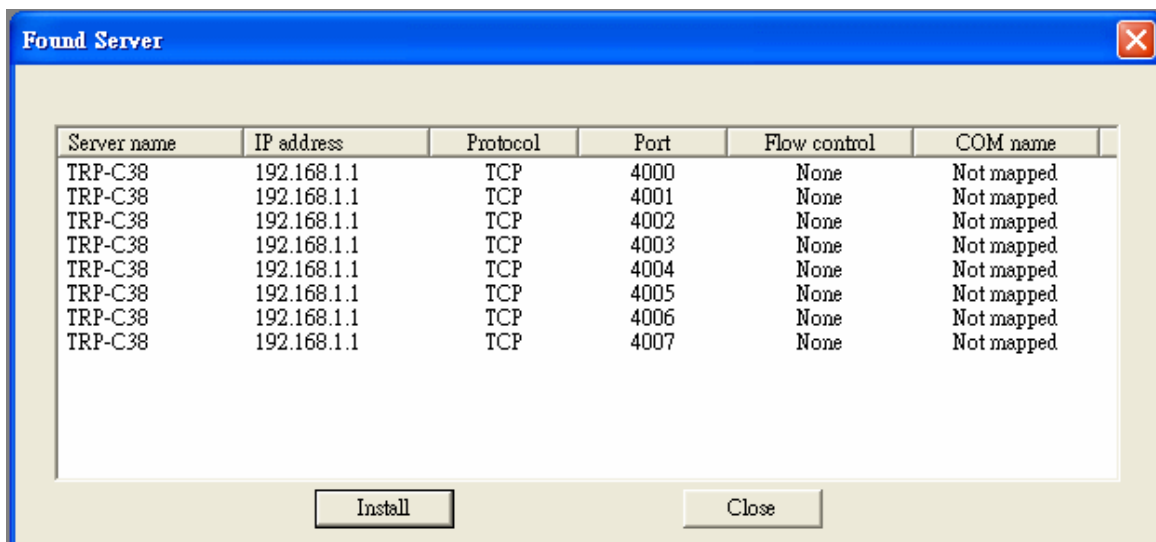 Found Server
Server name IP address Protocol Port Flow control COM name
TRP-C38 192.168.1.1 TCP 4000 None Not mapped
TRP-C38 192.168.1.1 TCP 4001 None Not mapped
TRP-C38 192.168.1.1 TCP 4002 None Not mapped
TRP-C38 192.168.1.1 TCP 4003 None Not mapped
TRP-C38 192.168.1.1 TCP 4004 None Not mapped
TRP-C38 192.168.1.1 TCP 4005 None Not mapped
TRP-C38 192.168.1.1 TCP 4006 None Not mapped
TRP-C38 192.168.1.1 TCP 4007 None Not mapped
Install Close